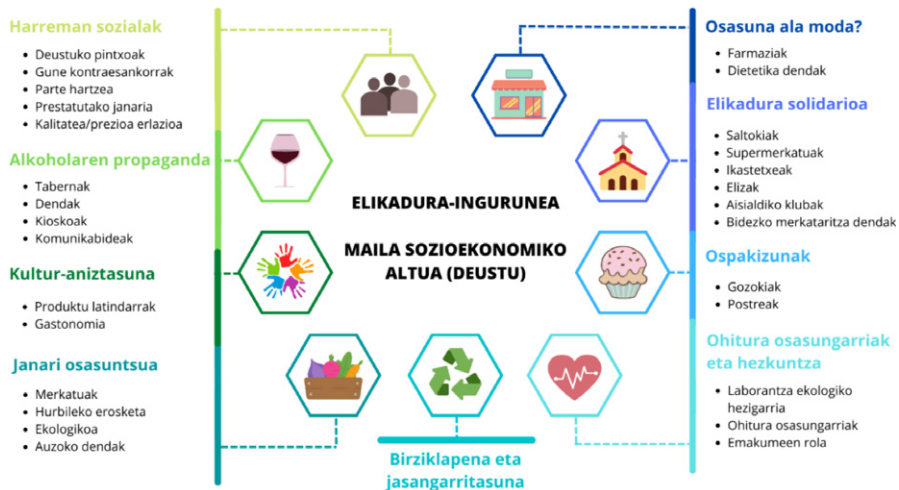 Harreman sozialak
Deustuko pintxoak
Gune kontraesankorrak
Parte hartzea
Prestatutako janaria
Kalitatea/prezioa erlazioa
Alkoholaren propaganda
Tabernak
Dendak
Kioskoak
Komunikabideak
Kultur-aniztasuna
Produktu latindarrak
Gastonomia
Janari osasuntsua
Merkatuak
Hurbileko erosketa
Ekologikoa
Auzoko dendak
ELIKADURA-INGURUNEA
MAILA SOZIOEKONOMIKO
ALTUA (DEUSTU)
Birziklapena eta
jasangarritasuna
Osasuna ala moda?
Farmaziak
Dietetika dendak
Elikadura solidarioa
Saltokiak
Supermerkatuak
Ikastetxeak
Elizak
Aisialdiko klubak
Bidezko merkataritza dendak
Ospakizunak
Gozokiak
Postreak
Ohitura osasungarriak
eta hezkuntza
Laborantza ekologiko
hezigarria
Ohitura osasungarriak
Emakumeen rola